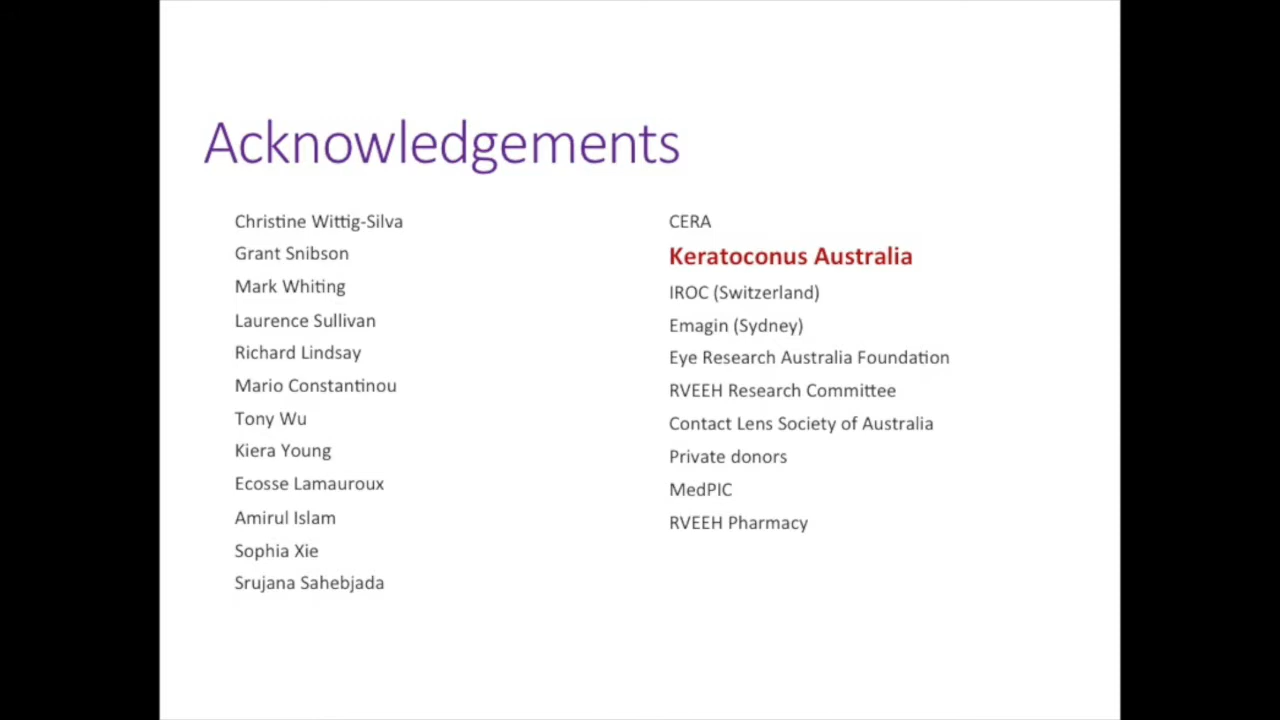 Acknowledgements
Christine Wittig-Silva
Grant Snibson
Mark Whiting
Laurence Sullivan
Richard Lindsay
Mario Constantinou
Tony Wu
Kiera Young
Ecosse Lamauroux
Amirul Islam
Sophia Xie
Srujana Sahebjada
CERA
Keratoconus Australia
IROC (Switzerland)
Emagin (Sydney)
Eye Research Australia Foundation
RVEEH Research Committee
Contact Lens Society of Australia
Private donors
MedPIC
RVEEH Pharmacy